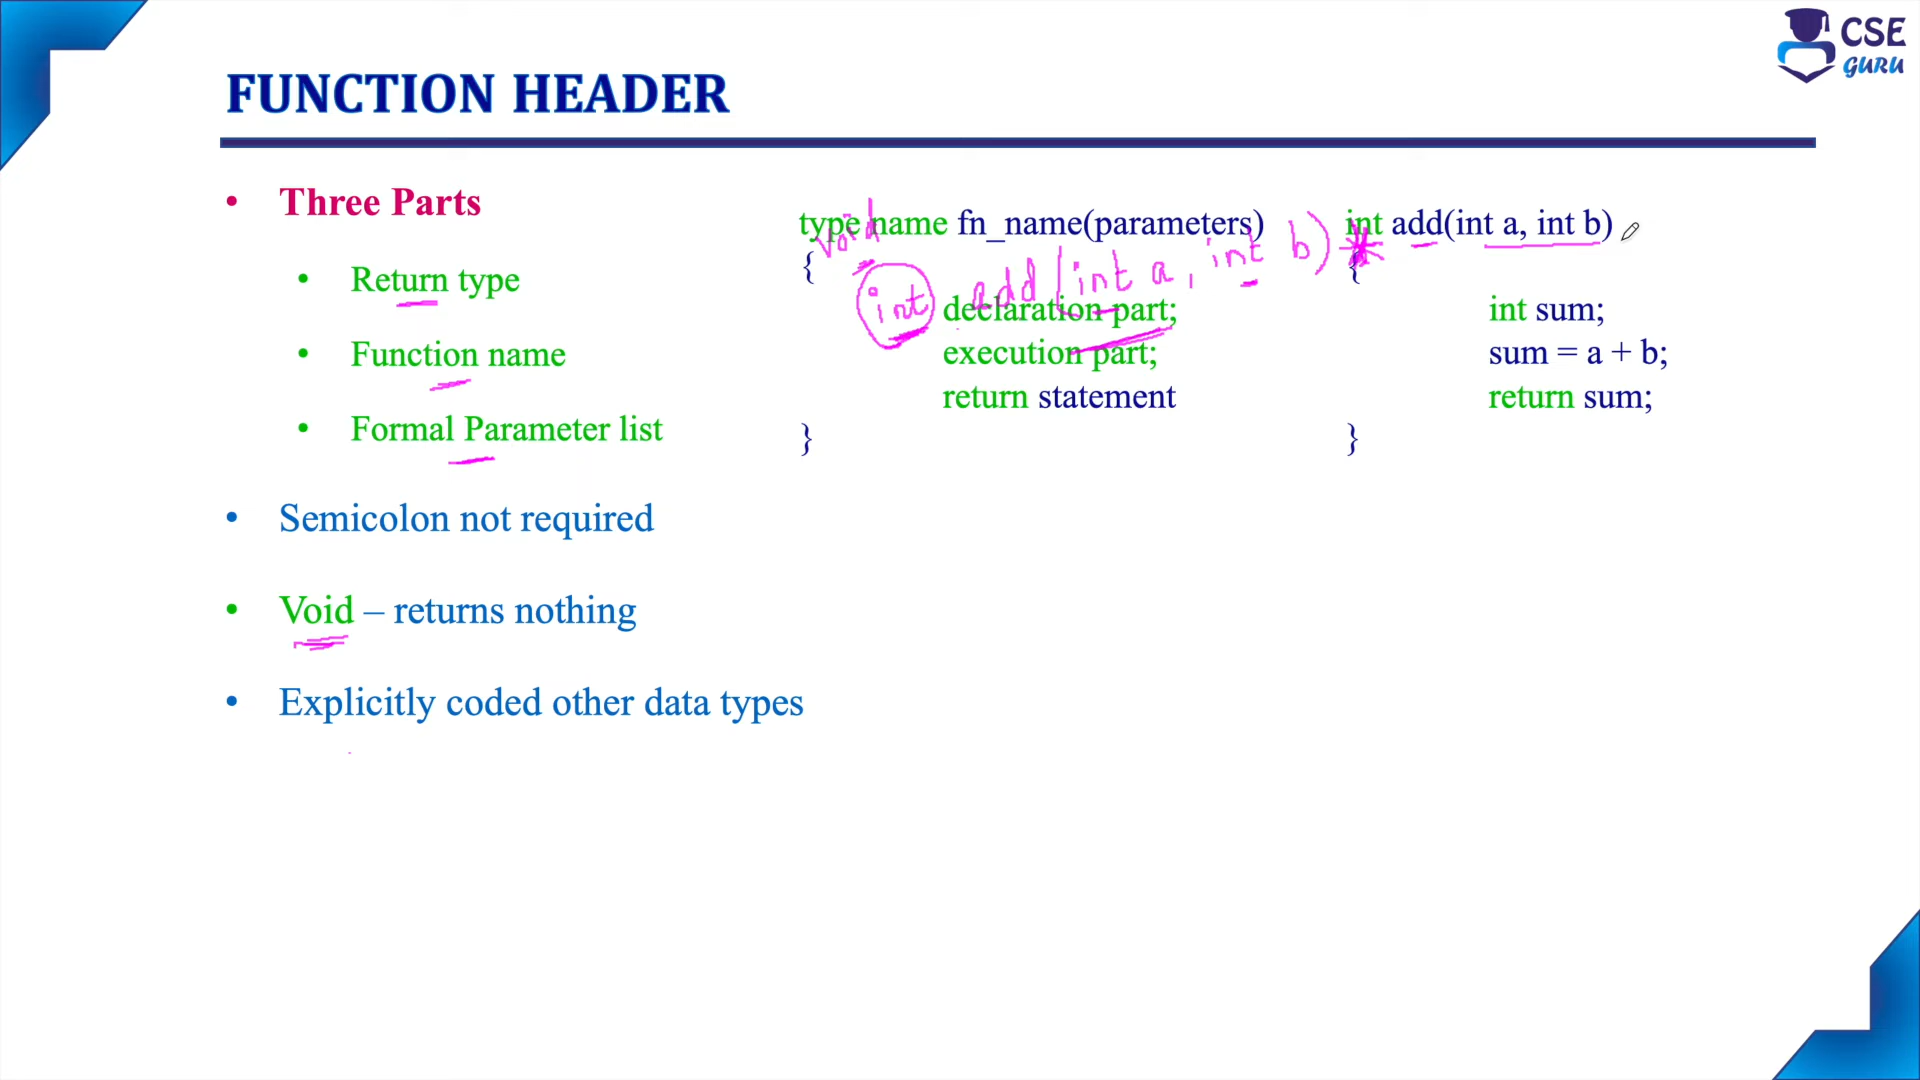 CSE
GURU
FUNCTION HEADER
• Three Parts
• Return type
• Function name
• Formal Parameter list
• Semicolon not required
• Void – returns nothing
• Explicitly coded other data types
type name fn_name(parameters)
{
declaration part;
execution part;
return statement
}
void
int add (int a, int b)
int add(int a, int b)
{
int sum;
sum = a + b;
return sum;
}